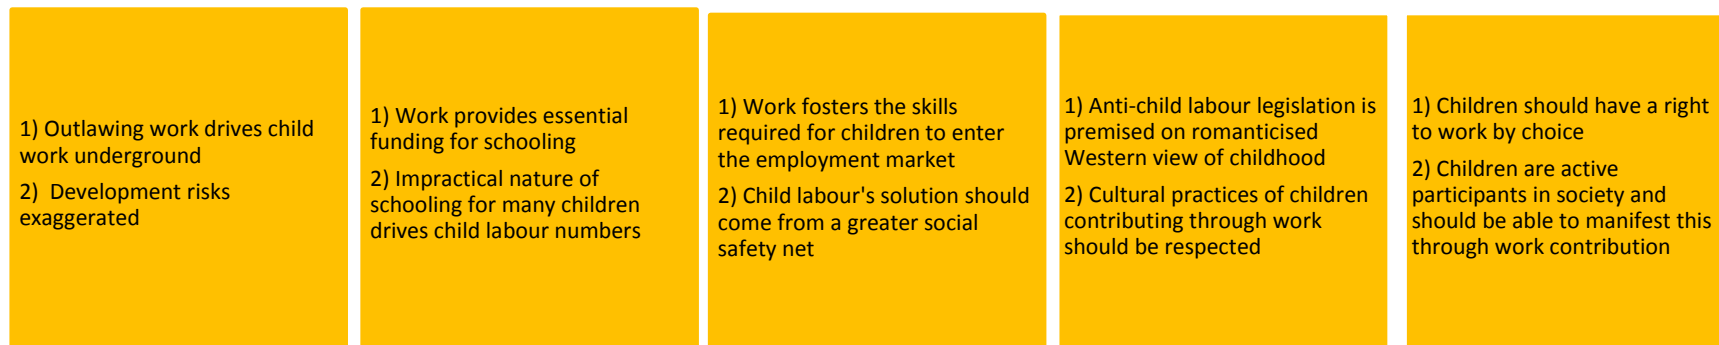 1) Outlawing work drives child
work underground
2)  Development risks
exaggerated
1) Work provides essential
funding for schooling
2) Impractical nature of
schooling for many children
drives child labour numbers
1) Work fosters the skills
required for children to enter
the employment market
2) Child labour's solution should
come from a greater social
safety net
1) Anti-child labour legislation is
premised on romanticised
Western view of childhood
2) Cultural practices of children
contributing through work
should be respected
1) Children should have a right
to work by choice
2) Children are active
participants in society and
should be able to manifest this
through work contribution